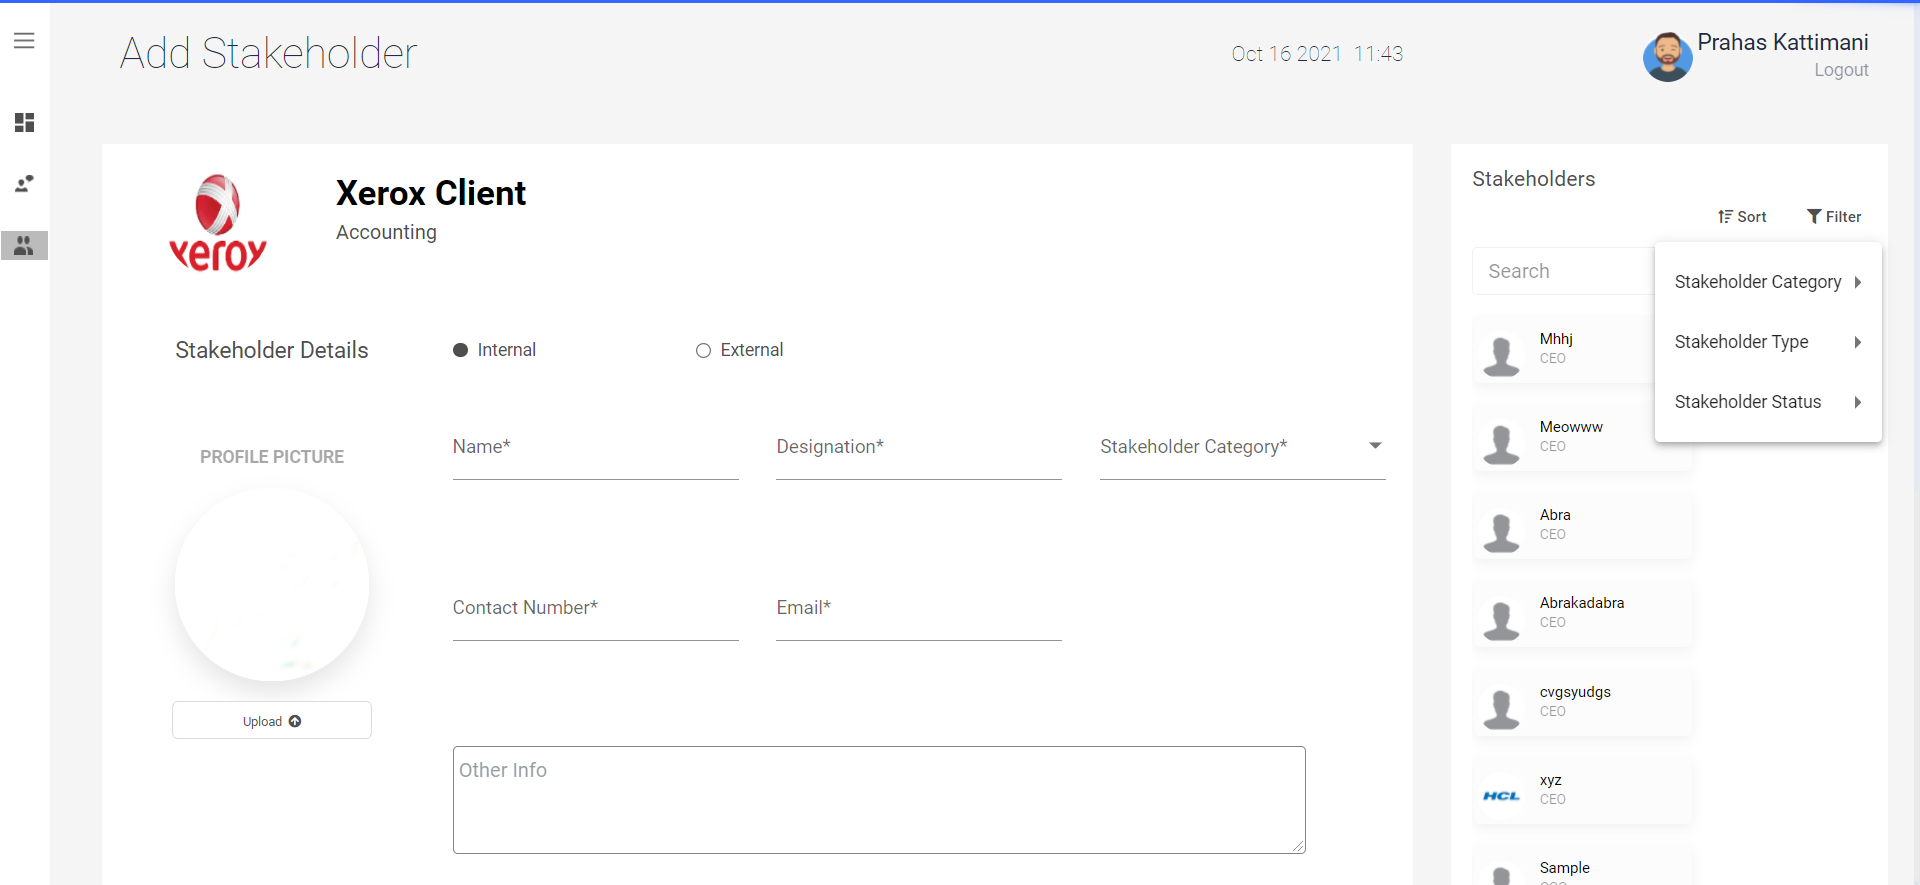 Add Stakeholder
Oct 16 2021 11:43
Prahas Kattimani
Logout
xeroy
Xerox Client
Accounting
Stakeholder Details
Internal
External
PROFILE PICTURE
Name*
Designation*
Stakeholder Category*
Contact Number*
Email*
Upload
Other Info
Stakeholders
Sort
Filter
Search
Stakeholder Category
Stakeholder Type
Stakeholder Status
Mhhj
CEO
Meowww
CEO
Abra
CEO
Abrakadabra
CEO
cvgsyudgs
CEO
HCL
xyz
CEO
Sample